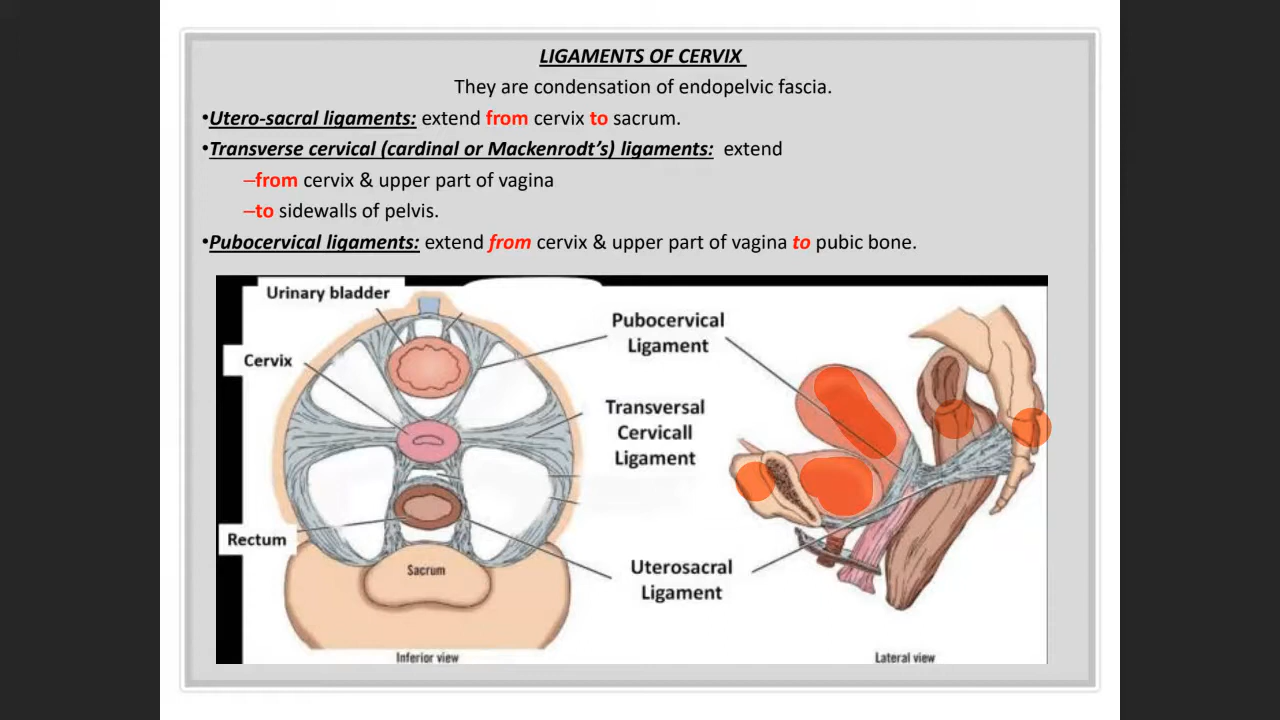 LIGAMENTS OF CERVIX
They are condensation of endopelvic fascia.
•Utero-sacral ligaments: extend from cervix to sacrum.
•Transverse cervical (cardinal or Mackenrodt's) ligaments: extend
–from cervix & upper part of vagina
–to sidewalls of pelvis.
•Pubocervical ligaments: extend from cervix & upper part of vagina to pubic bone.
Urinary bladder
Cervix
Rectum
Sacrum
Inferior view
Pubocervical
Ligament
Transversal
Cervicall
Ligament
Uterosacral
Ligament
Lateral view